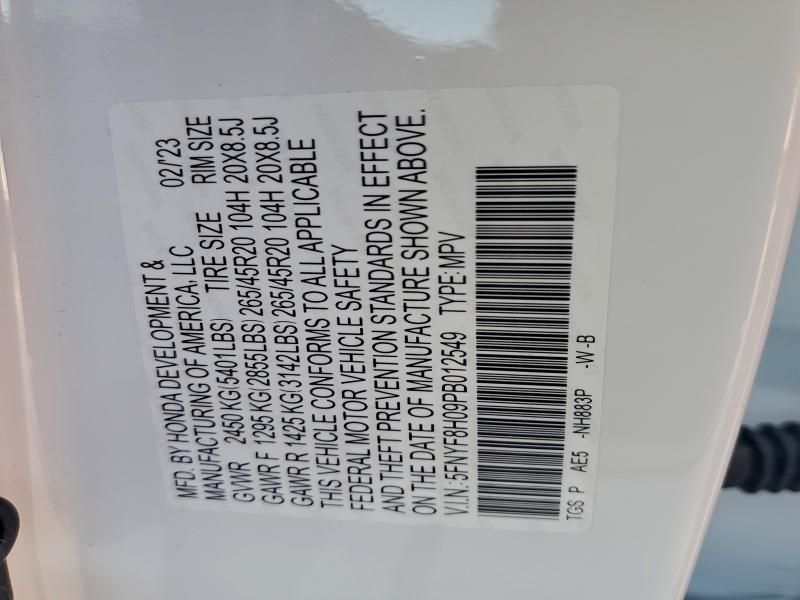 MFD. BY HONDA DEVELOPMENT &
MANUFACTURING OF AMERICA, LLC 02/'23
GVWR 2450 KG(5401LBS) TIRE SIZE RIM SIZE
GAWR F 1295 KG(2855LBS) 265/45R20 104H 20X8.5J
GAWR R 1425 KG(3142LBS) 265/45R20 104H 20X8.5J
THIS VEHICLE CONFORMS TO ALL APPLICABLE
FEDERAL MOTOR VEHICLE SAFETY
AND THEFT PREVENTION STANDARDS IN EFFECT
ON THE DATE OF MANUFACTURE SHOWN ABOVE.
V.I.N.:5FNYF8H09PB012549 TYPE: MPV
TGS P AE5 -NH883P -W-B